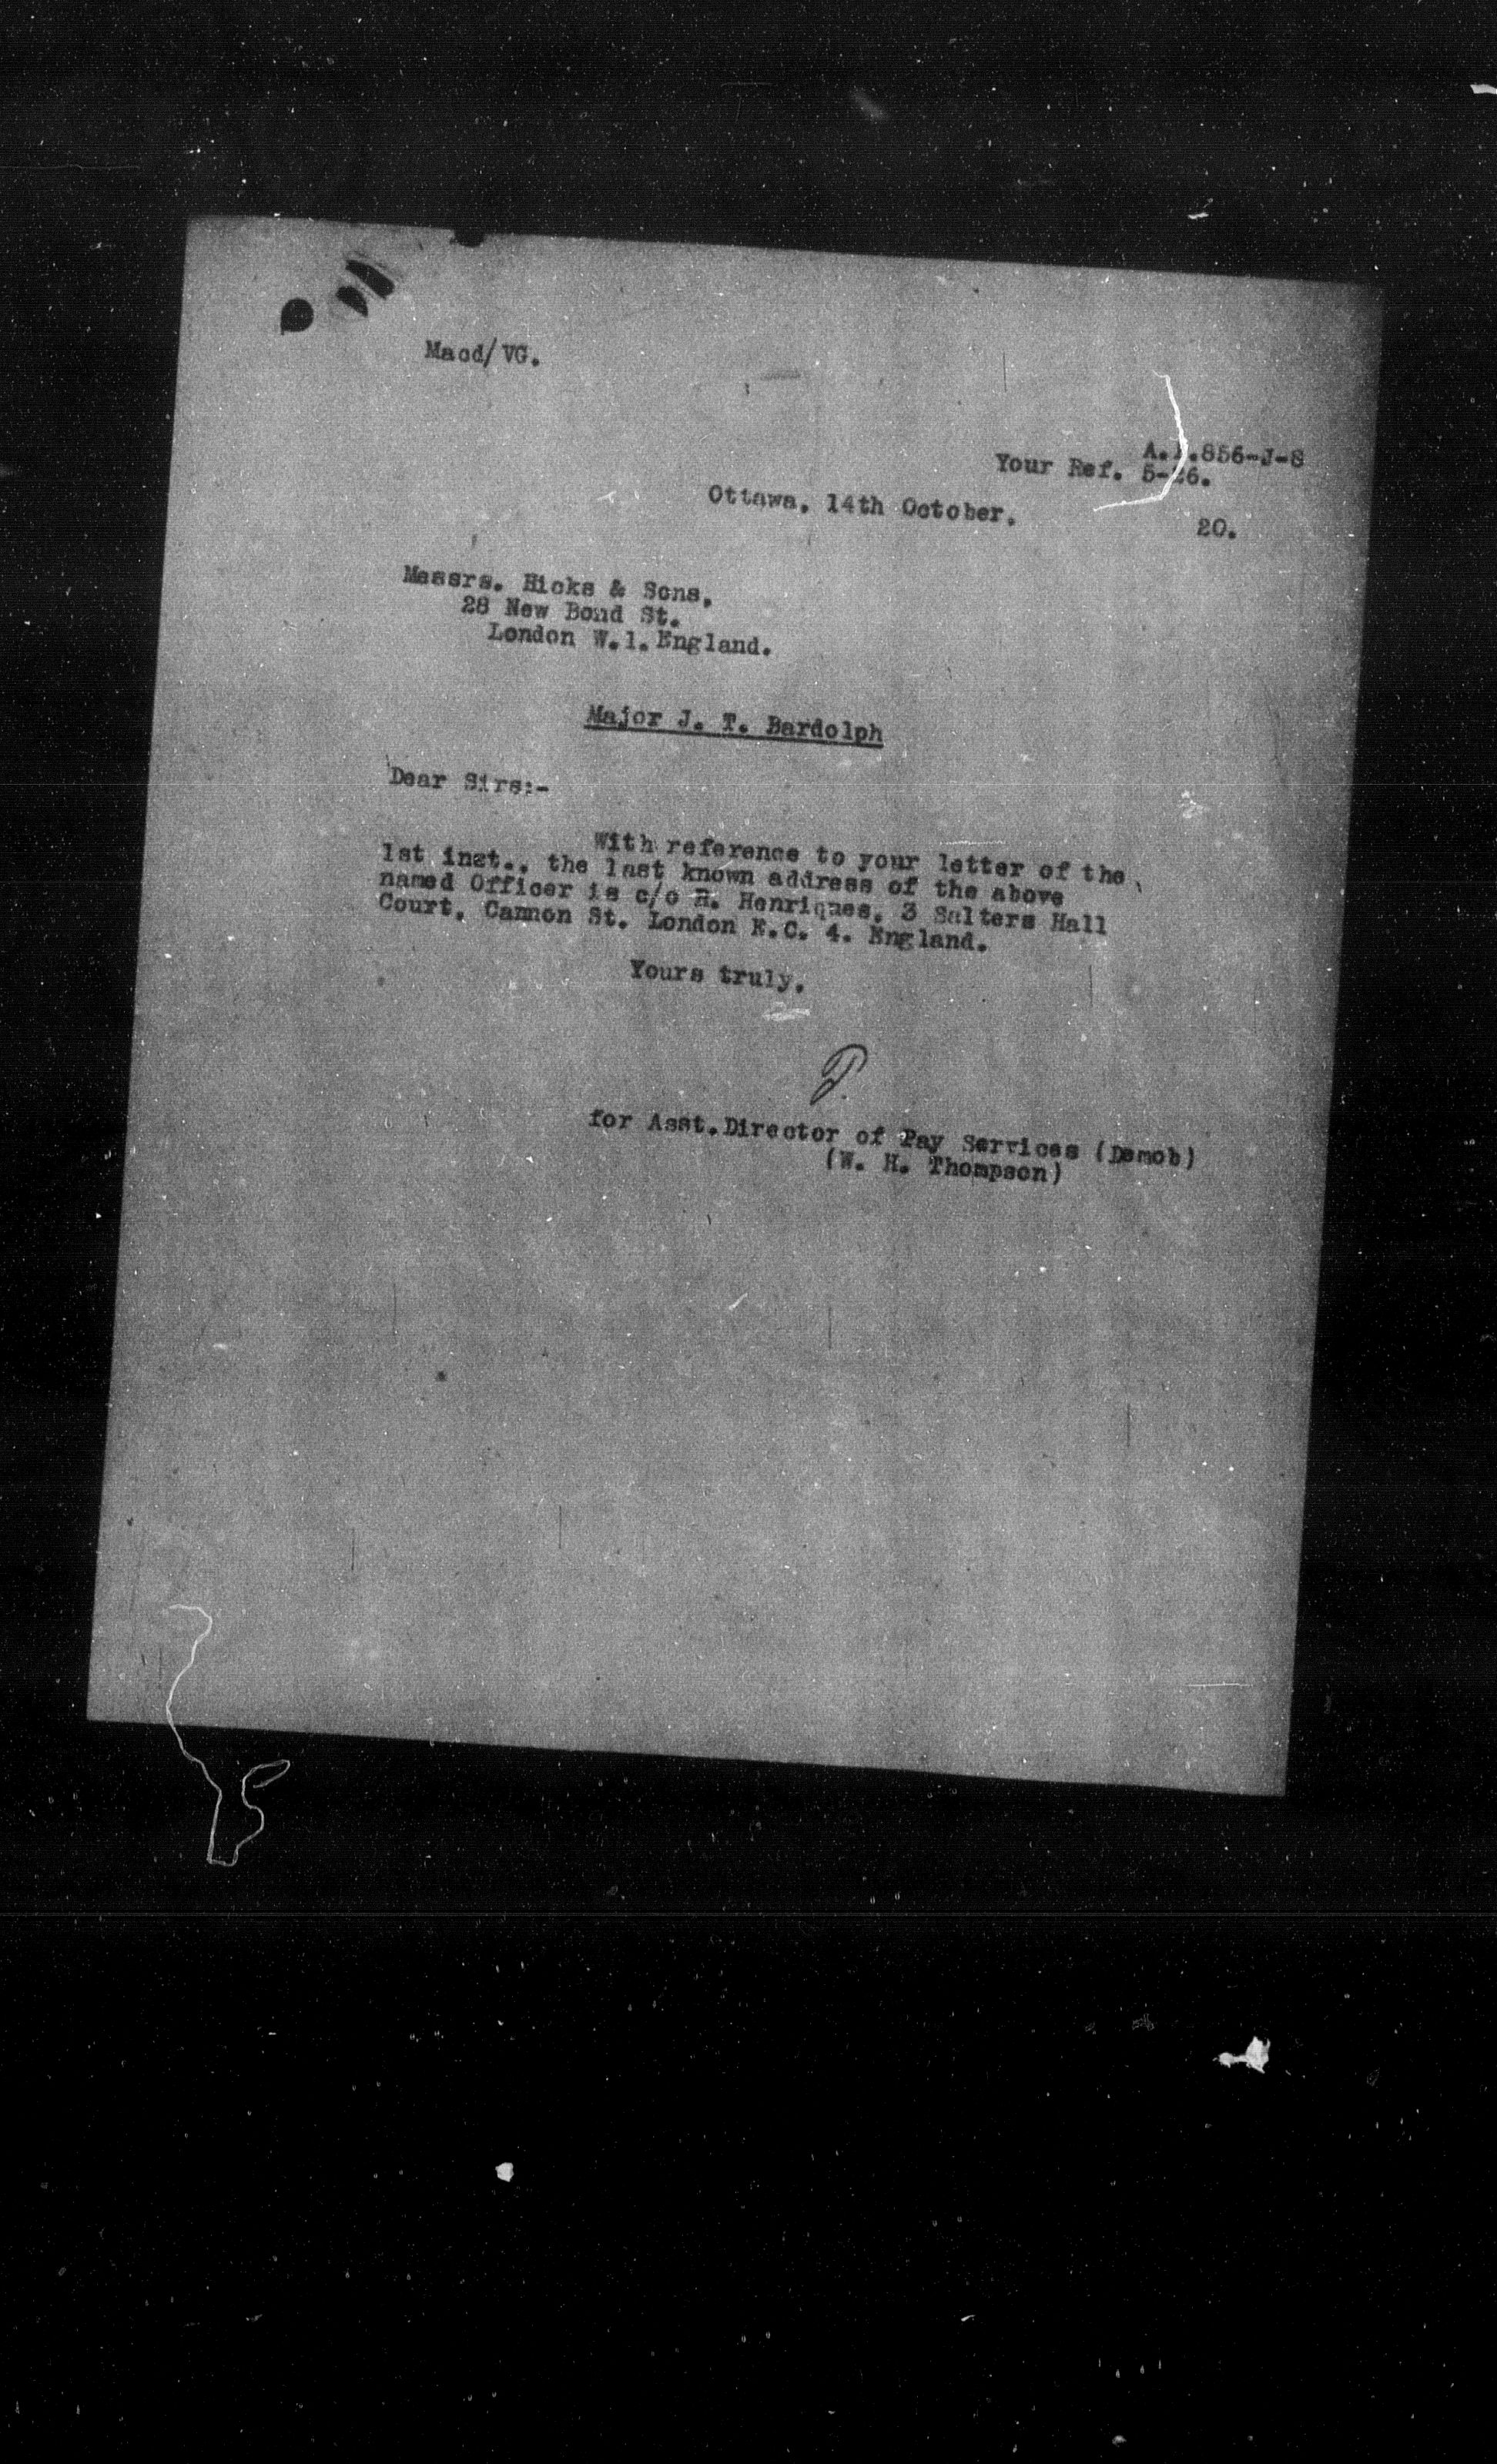 Macd/VG.
856-J-8
Your Ref. 5-26.
Ottawa, 14th October, 20.
Messrs. Hicks & Sons,
28 New Bond St.
London W.1. England.
Major J. T. Bardolph
Dear Sirs:-
With reference to your letter of the
1st inst., the last known address of the above
named Officer is c/o R. Henriques, 3 Salters Hall
Court, Cannon St. London E.C. 4. England.
Yours truly,
for Asst.Director of Pay Services (Demob)
(W. H. Thompson)